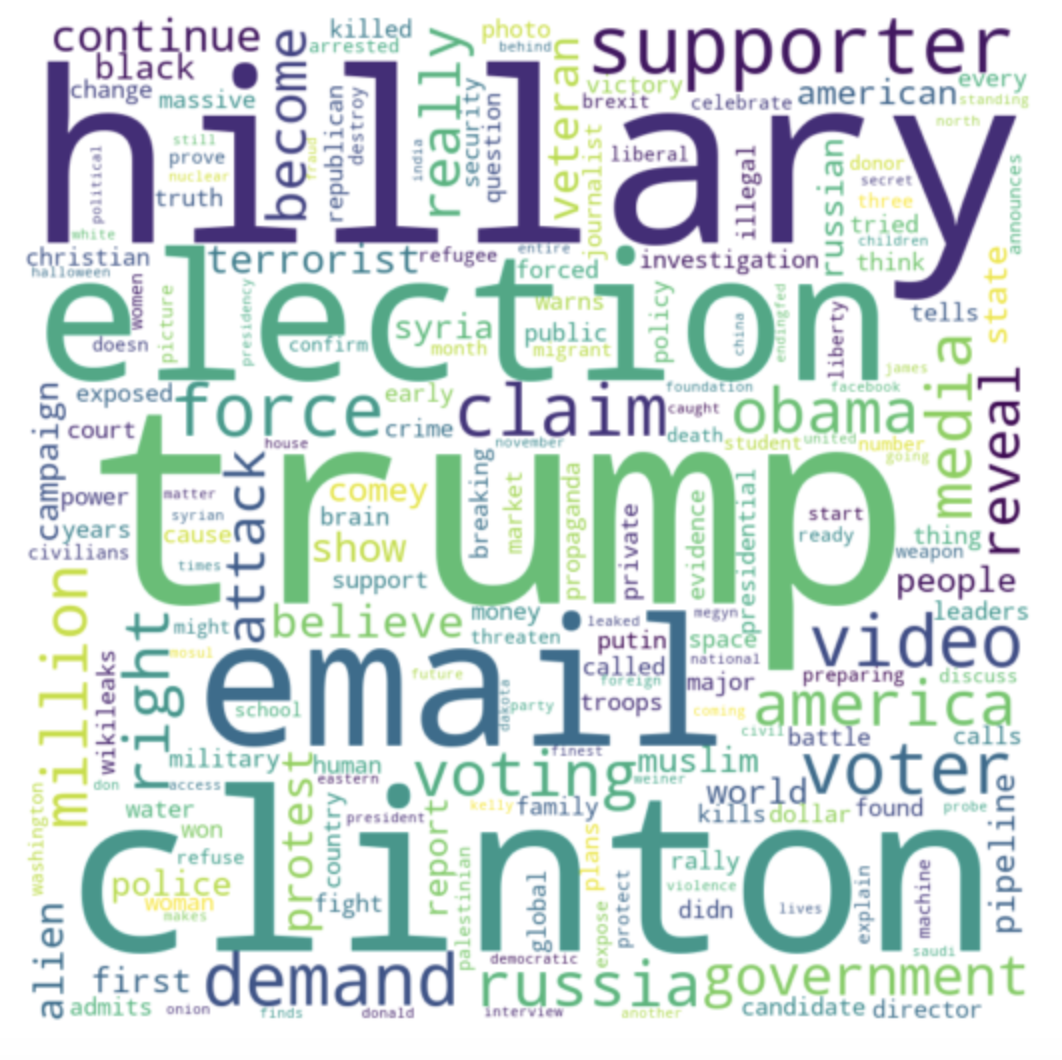 continue killed photo supporter
black arrested behind
hillary
change massive become really veteran victory every
brexit celebrate american standing
still republican destroy security question journalist liberal illegal russian donor north
political prove fraud india secret
nuclear three announces
truth tried
white children
christian terrorist refugee entire investigation think
halloween forced state
election
women picture presidency warns policy china endingfed liberty tells
syria public
doesn confirm month migrant
james
exposed force early claim foundation facebook obama media reveal
campaign court crime caught death student united number
house november going
trump
power matter attack comey breaking market propaganda private evidence presidential start
years syrian cause brain ready thing
civilians times show weapon
support people
million right might believe money leaked megyn leaders
threaten putin space video
mosul called national
email
wikileaks school future dakota party foreign troops major preparing discuss
coming america
civil battle calls
military human voting finest muslim voter
don access eastern weiner
clinton
washington water protest country president report kelly family world kills dollar found probe pipeline
won
refuse plans rally
police violence
woman fight global protect didn lives explain machine
makes palestinian expose saudi
alien first demand democratic russia government
admits onion finds donald interview another candidate director